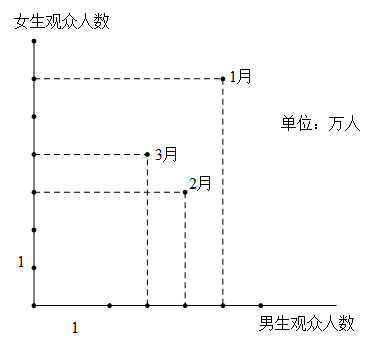 女生观众人数
1月
单位：万人
3月
2月
1
男生观众人数
1